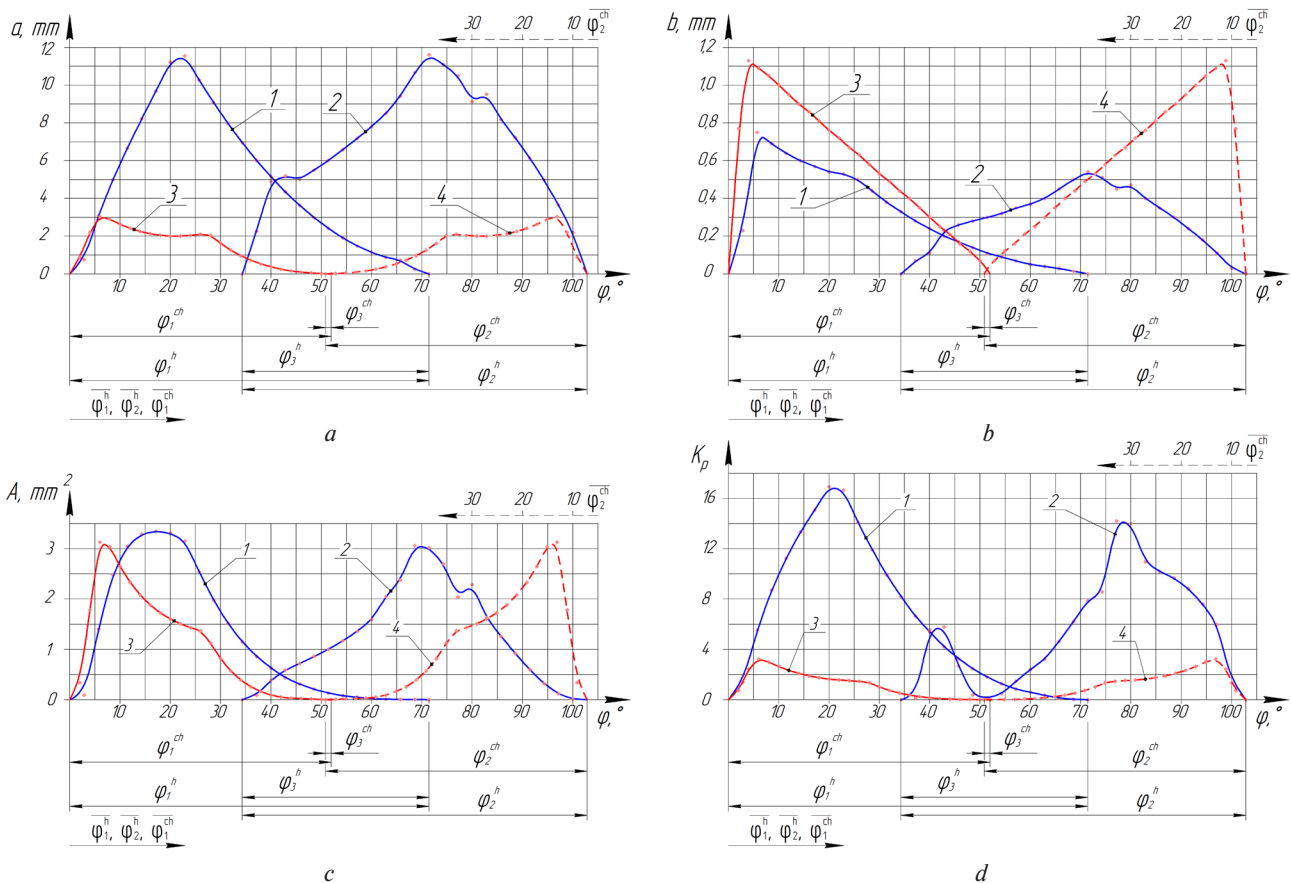 a, mm
30 20 10 φ₂ᶜʰ
12
10
8
6
4
2
0
1
2
3
4
10 20 30 40 50 60 70 80 90 100 φ,°
φ₃ᶜʰ
φ₁ᶜʰ
φ₂ᶜʰ
φ₃ʰ
φ₁ʰ
φ₂ʰ
φ₁ʰ, φ₂ʰ, φ₁ᶜʰ
a
b, mm
30 20 10 φ₂ᶜʰ
1,2
1,0
0,8
0,6
0,4
0,2
0
3
4
2
1
10 20 30 40 50 60 70 80 90 100 φ,°
φ₃ᶜʰ
φ₁ᶜʰ
φ₂ᶜʰ
φ₃ʰ
φ₁ʰ
φ₂ʰ
φ₁ʰ, φ₂ʰ, φ₁ᶜʰ
b
A, mm²
30 20 10 φ₂ᶜʰ
3
2
1
0
1
2
3
4
10 20 30 40 50 60 70 80 90 100 φ,°
φ₃ᶜʰ
φ₁ᶜʰ
φ₂ᶜʰ
φ₃ʰ
φ₁ʰ
φ₂ʰ
φ₁ʰ, φ₂ʰ, φ₁ᶜʰ
c
Kₚ
30 20 10 φ₂ᶜʰ
16
12
8
4
0
1
2
3
4
10 20 30 40 50 60 70 80 90 100 φ,°
φ₃ᶜʰ
φ₁ᶜʰ
φ₂ᶜʰ
φ₃ʰ
φ₁ʰ
φ₂ʰ
φ₁ʰ, φ₂ʰ, φ₁ᶜʰ
d